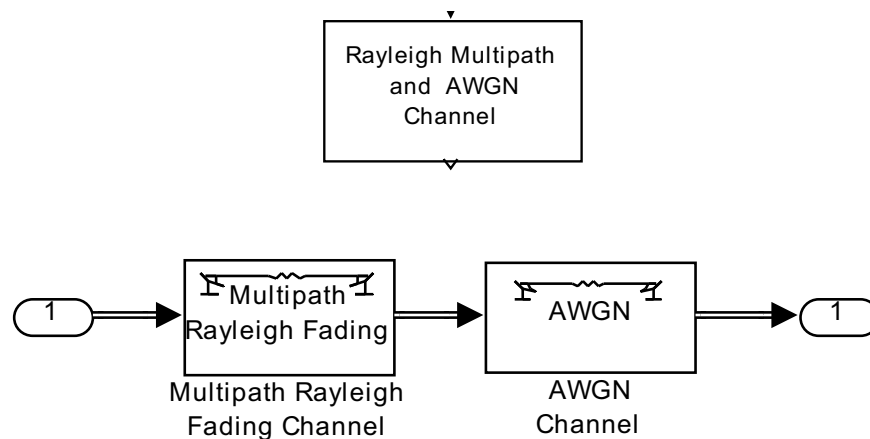 Rayleigh Multipath
and AWGN
Channel
1
Multipath
Rayleigh Fading
Multipath Rayleigh
Fading Channel
AWGN
AWGN
Channel
1